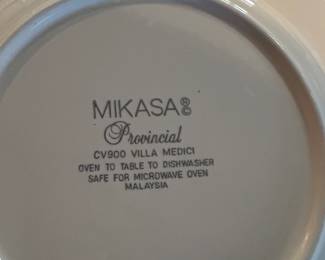 MIKASA®©
Provincial
CV900 VILLA MEDICI
OVEN TO TABLE TO DISHWASHER
SAFE FOR MICROWAVE OVEN
MALAYSIA